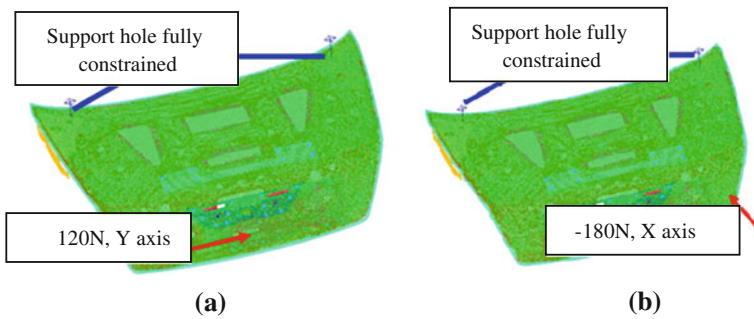 Support hole fully
constrained
Support hole fully
constrained
120N, Y axis
-180N, X axis
(a)
(b)